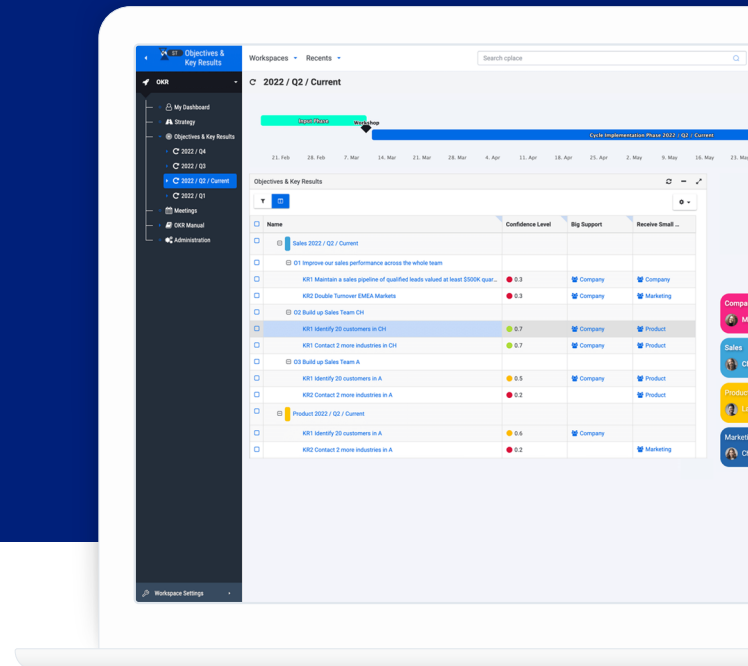 ST
Objectives &
Key Results
Workspaces
Recents
Search cplace
OKR
2022 / Q2 / Current
My Dashboard
Strategy
Objectives & Key Results
2022 / Q4
2022 / Q3
2022 / Q2 / Current
2022 / Q1
Meetings
OKR Manual
Administration
Workspace Settings
Input Phase
Workshop
Cycle Implementation Phase 2022 / Q2 / Current
21. Feb 28. Feb 7. Mar 14. Mar 21. Mar 28. Mar 4. Apr 11. Apr 18. Apr 25. Apr 2. May 9. May 16. May 23. May
Objectives & Key Results
Name Confidence Level Big Support Receive Small ...
Sales 2022 / Q2 / Current
O1 Improve our sales performance across the whole team
KR1 Maintain a sales pipeline of qualified leads valued at least $500K quar... 0.3 Company Company
KR2 Double Turnover EMEA Markets 0.3 Company Marketing
O2 Build up Sales Team CH
KR1 Identify 20 customers in CH 0.7 Company Product
KR1 Contact 2 more industries in CH 0.7 Company Product
O3 Build up Sales Team A
KR1 Identify 20 customers in A 0.5 Company Product
KR2 Contact 2 more industries in A 0.2 Product
Product 2022 / Q2 / Current
KR1 Identify 20 customers in A 0.6 Company
KR2 Contact 2 more industries in A 0.2 Marketing
Compa
M
Sales
Product
Marketi